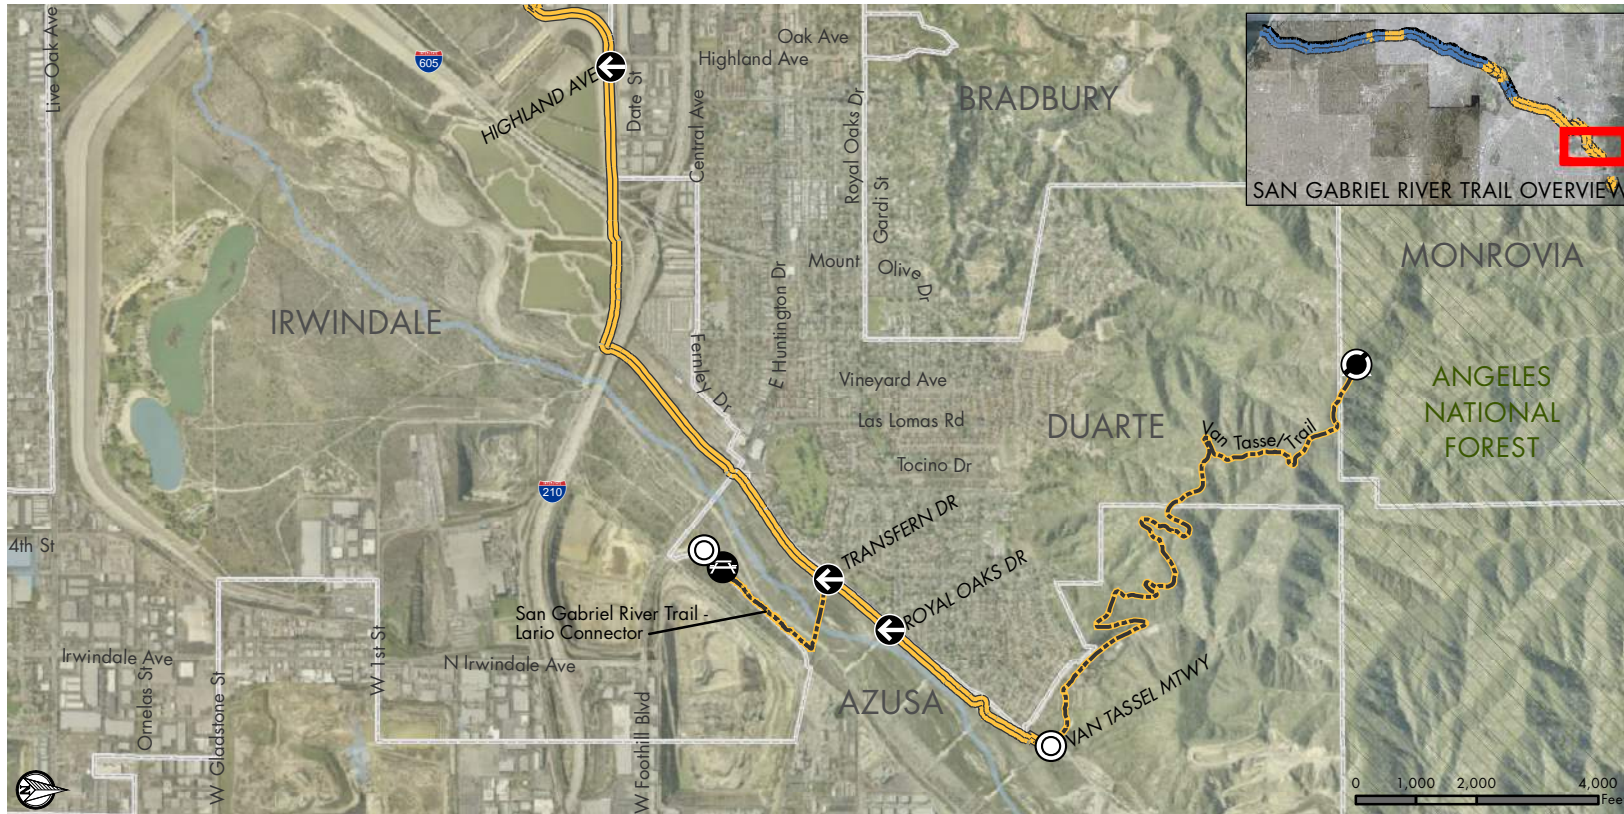 Live Oak Ave
605
HIGHLAND AVE
Date St
Central Ave
Oak Ave
Highland Ave
Royal Oaks Dr
Gardi St
BRADBURY
SAN GABRIEL RIVER TRAIL OVERVIEW
MONROVIA
Mount
Olive Dr
E Huntington Dr
IRWINDALE
Fernley Dr
Vineyard Ave
Las Lomas Rd
Tocino Dr
DUARTE
Van Tassel Trail
ANGELES
NATIONAL
FOREST
210
4th St
TRANSFERN DR
ROYAL OAKS DR
San Gabriel River Trail -
Lario Connector
Irwindale Ave
Ornelas St
W Gladstone St
W 1st St
N Irwindale Ave
W Foothill Blvd
AZUSA
VAN TASSEL MTWY
N
0
1,000
2,000
4,000
Fee